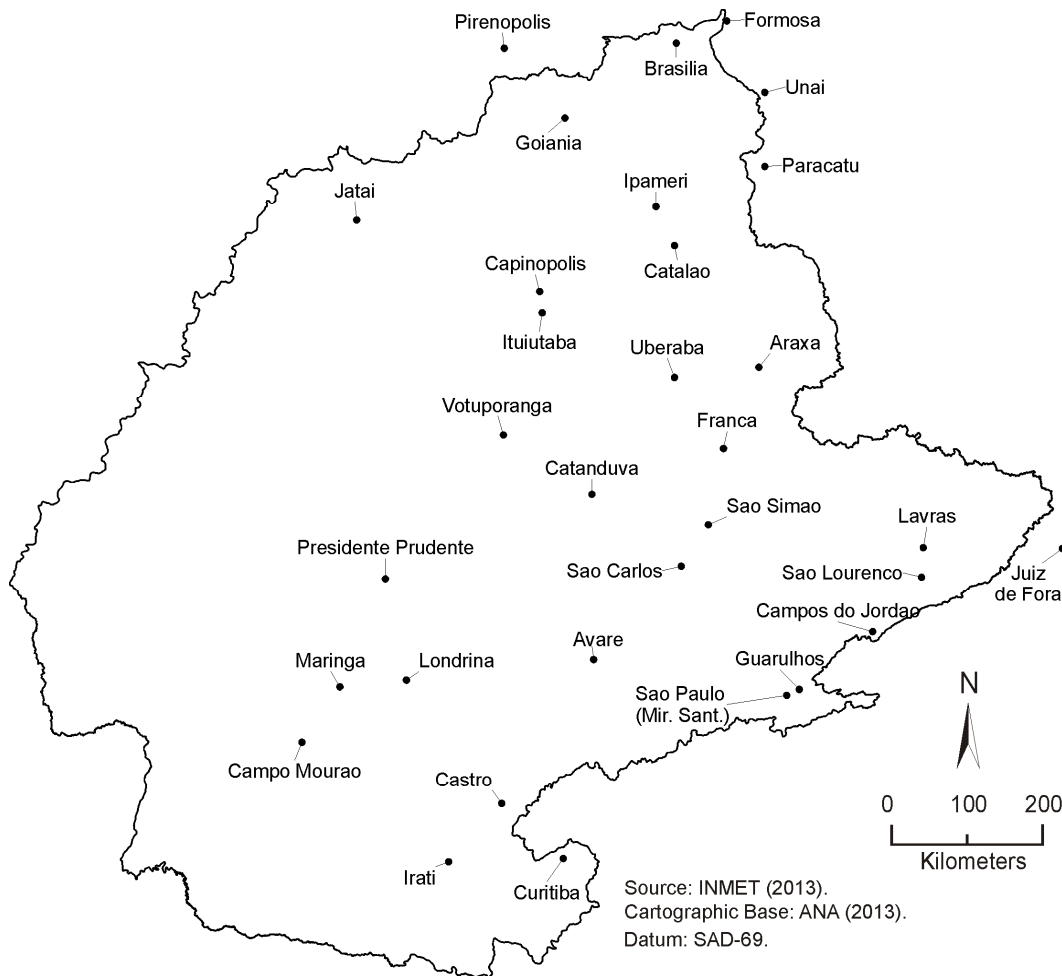 Pirenopolis
Formosa
Brasilia
Unai
Goiania
Paracatu
Ipameri
Jatai
Capinopolis
Catalao
Ituiutaba
Uberaba
Araxa
Votuporanga
Franca
Catanduva
Sao Simao
Lavras
Presidente Prudente
Sao Carlos
Sao Lourenco
Juiz
de Fora
Campos do Jordao
Avare
Maringa
Londrina
Guarulhos
Sao Paulo
(Mir. Sant.)
N
Campo Mourao
Castro
0 100 200
Kilometers
Irati
Curitiba
Source: INMET (2013).
Cartographic Base: ANA (2013).
Datum: SAD-69.